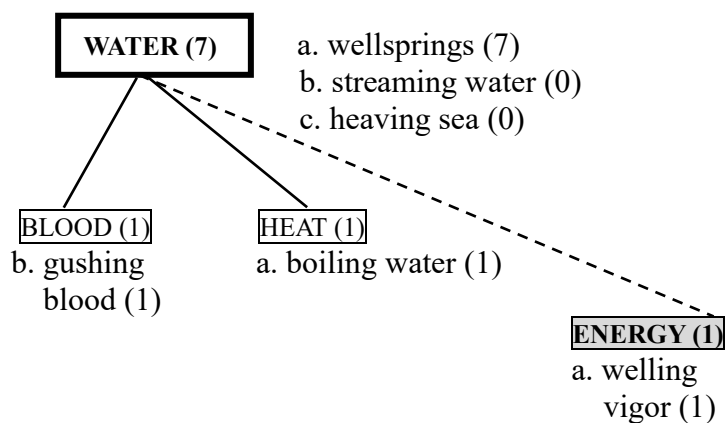 WATER (7)
a. wellsprings (7)
b. streaming water (0)
c. heaving sea (0)
BLOOD (1)
b. gushing
blood (1)
HEAT (1)
a. boiling water (1)
ENERGY (1)
a. welling
vigor (1)